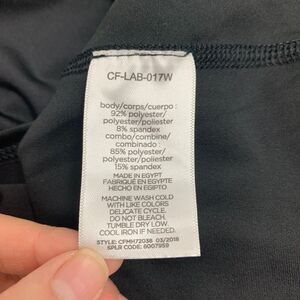 CF-LAB-017W
body/corps/cuerpo :
92% polyester/
polyester/poliester
8% spandex
combo/combine/
combinado :
85% polyester/
polyester/poliester
15% spandex
MADE IN EGYPT
FABRIQUÉ EN EGYPTE
HECHO EN EGIPTO
MACHINE WASH COLD
WITH LIKE COLORS
DELICATE CYCLE.
DO NOT BLEACH.
TUMBLE DRY LOW.
COOL IRON IF NEEDED.
STYLE: CFMH72036 03/2018
SPLR CODE: 6007959